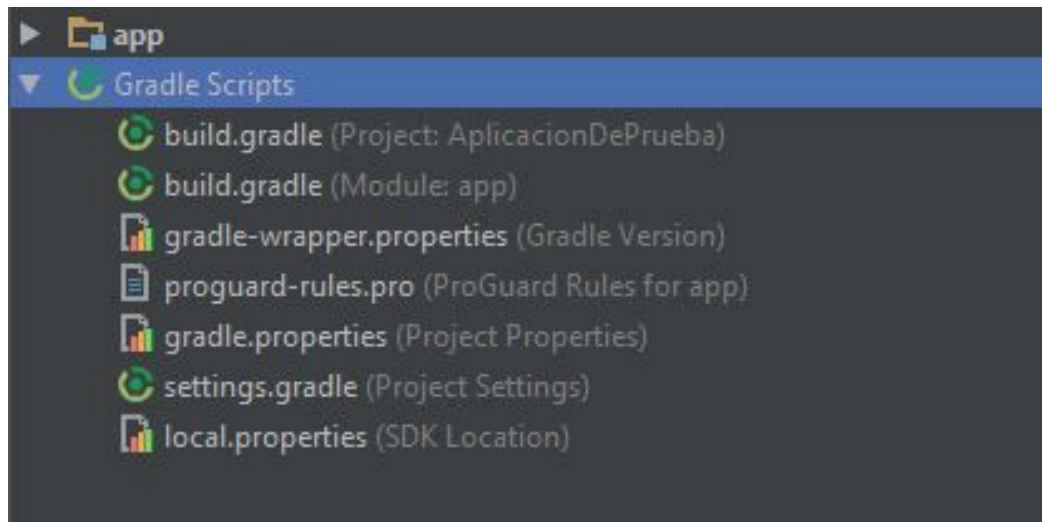 app
Gradle Scripts
build.gradle (Project: AplicacionDePrueba)
build.gradle (Module: app)
gradle-wrapper.properties (Gradle Version)
proguard-rules.pro (ProGuard Rules for app)
gradle.properties (Project Properties)
settings.gradle (Project Settings)
local.properties (SDK Location)